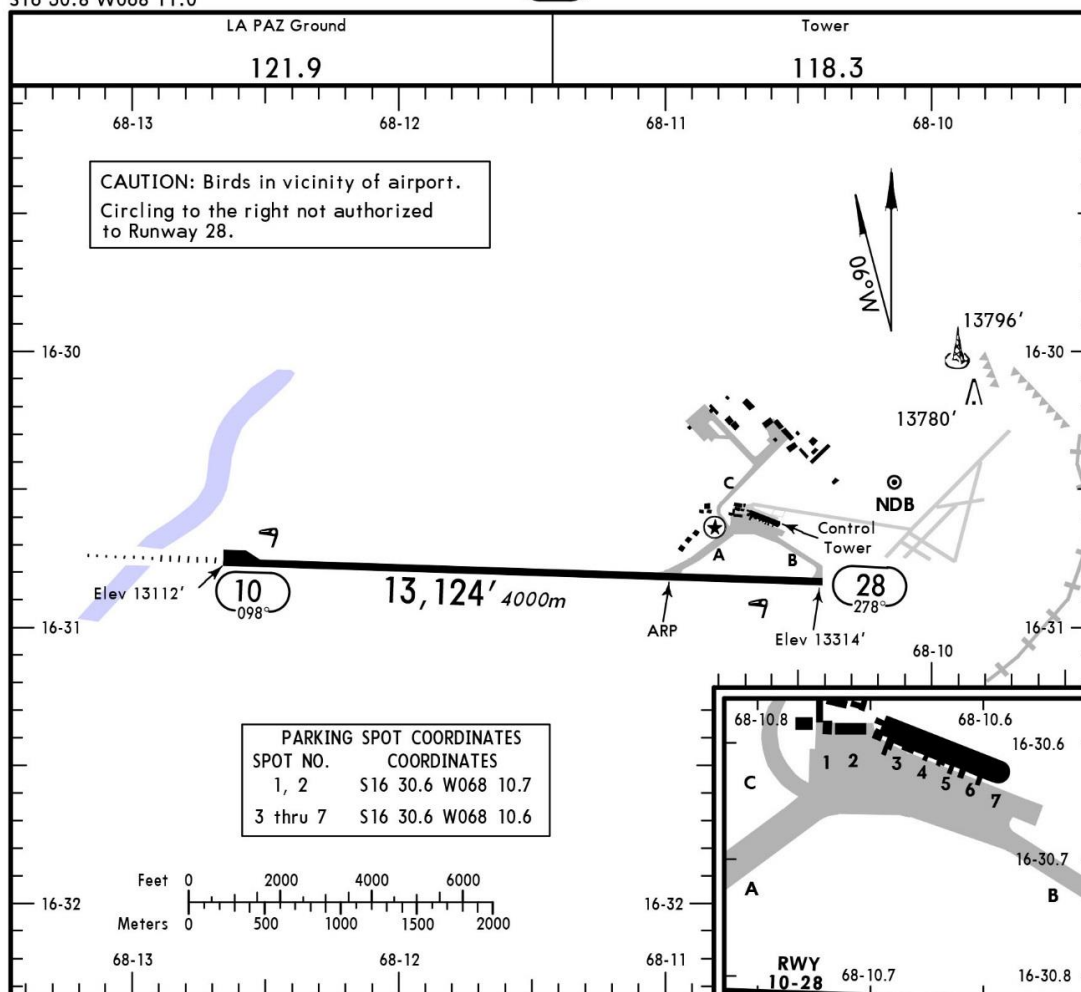 S16 30.8 W068 11.0
LA PAZ Ground
Tower
121.9
118.3
68-13
68-12
68-11
68-10
CAUTION: Birds in vicinity of airport.
Circling to the right not authorized
to Runway 28.
06°W
13796'
16-30
16-30
13780'
C
NDB
Control
Tower
A
B
Elev 13112'
10
098°
13,124' 4000m
28
278°
ARP
Elev 13314'
16-31
16-31
68-10
PARKING SPOT COORDINATES
SPOT NO. COORDINATES
1, 2 S16 30.6 W068 10.7
3 thru 7 S16 30.6 W068 10.6
Feet 0 2000 4000 6000
Meters 0 500 1000 1500 2000
16-32
16-32
68-13
68-12
68-11
68-10.8
68-10.6
16-30.6
1 2 3 4 5 6 7
C
16-30.7
A
B
RWY
10-28
68-10.7
16-30.8